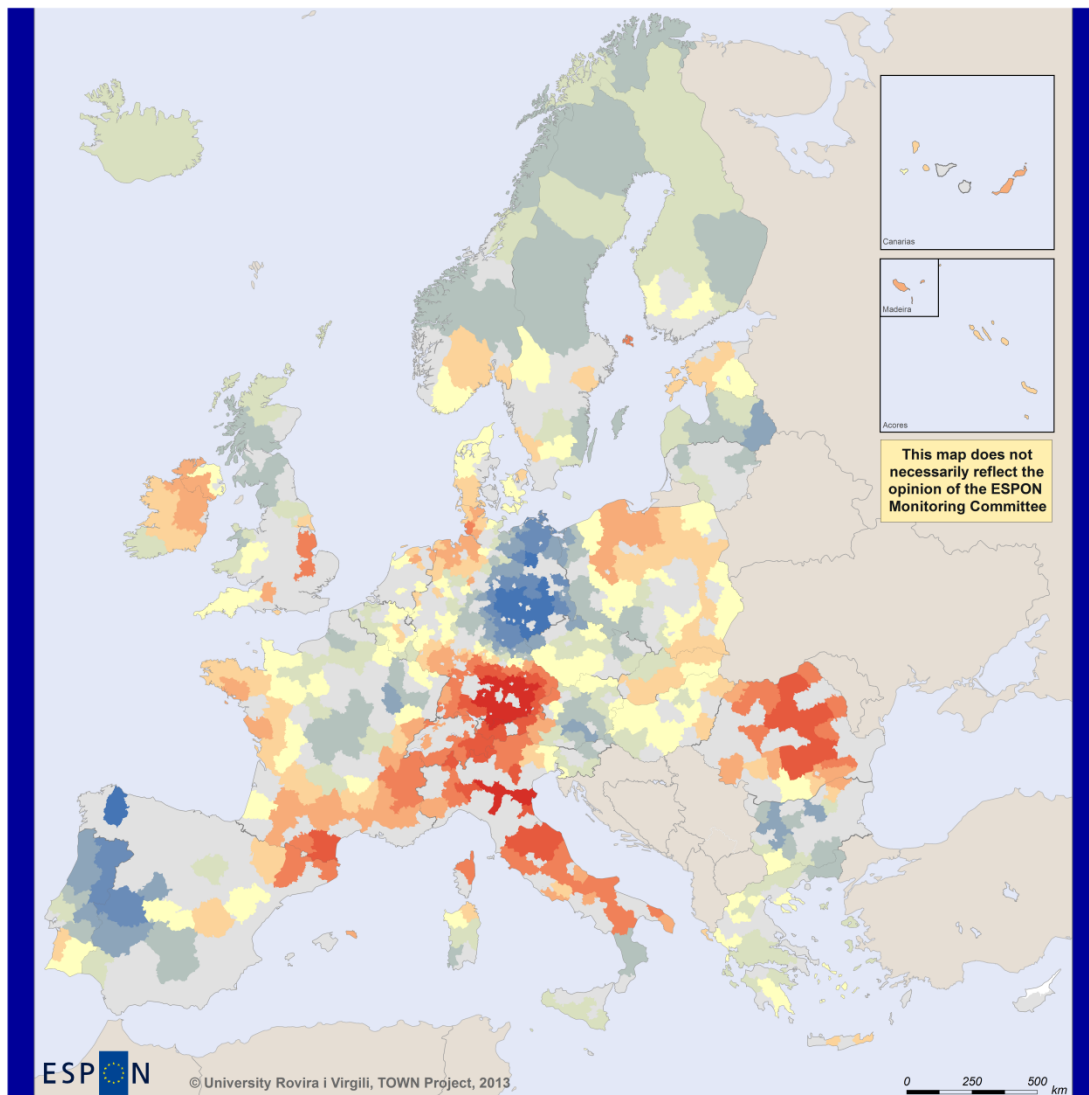 Canarias
Madeira
Acores
This map does not
necessarily reflect the
opinion of the ESPON
Monitoring Committee
ESPON
© University Rovira i Virgili, TOWN Project, 2013
0 250 500
km